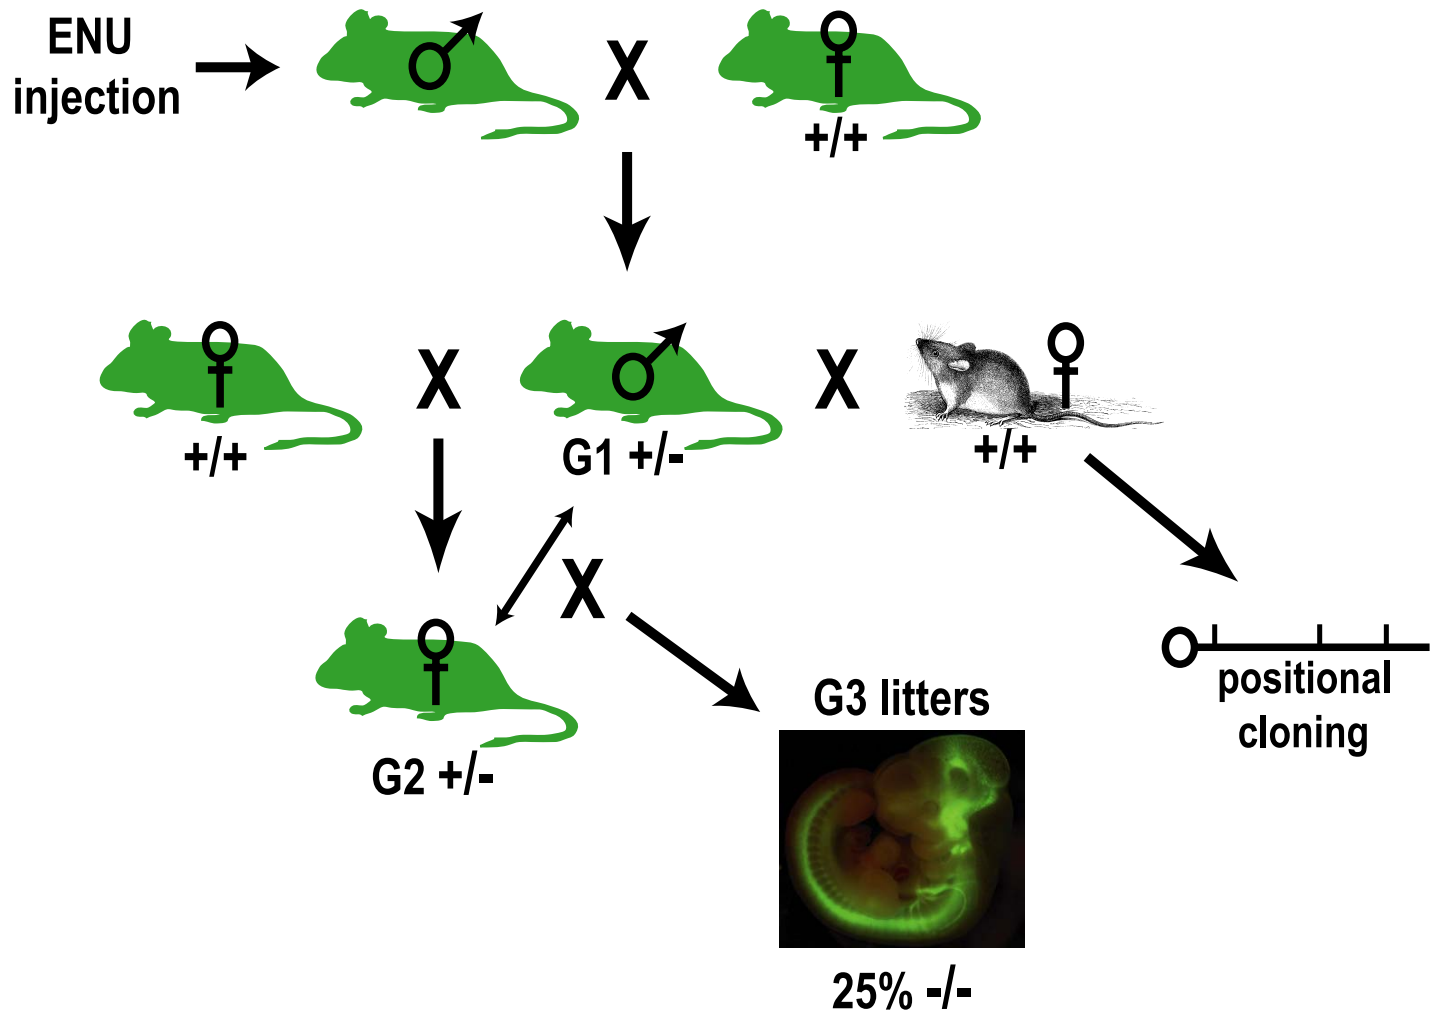 ENU
injection
X
+/+
X
X
+/+
G1 +/-
+/+
X
G2 +/-
G3 litters
positional
cloning
25% -/-